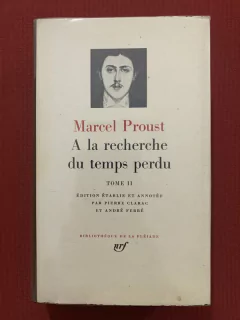 Marcel Proust
A la recherche
du temps perdu
TOME II
ÉDITION ÉTABLIE ET ANNOTÉE
PAR PIERRE CLARAC
ET ANDRÉ FERRÉ
BIBLIOTHÈQUE DE LA PLÉIADE
nrf